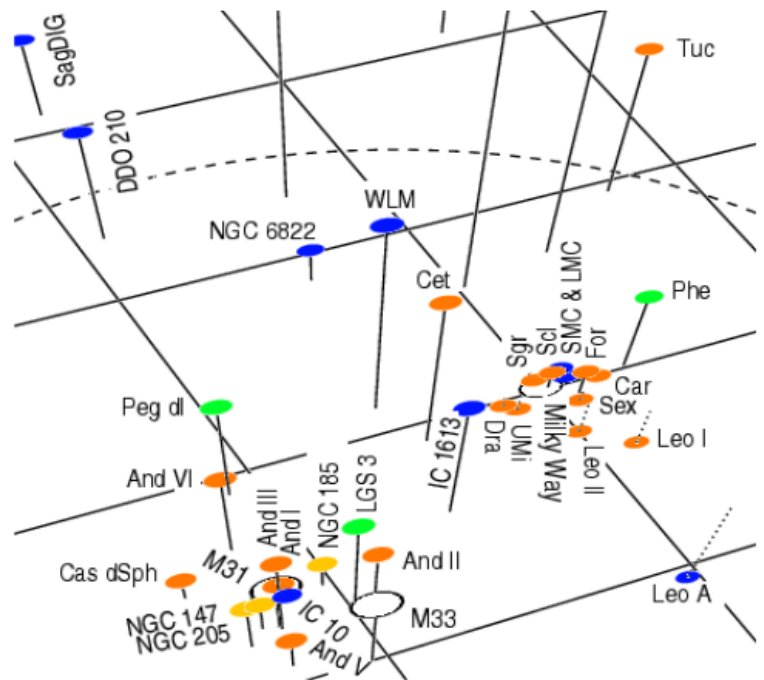 SagDIG
Tuc
DDO 210
WLM
NGC 6822
Cet
Phe
Sgr
Scl
SMC & LMC
For
Car
Sex
Peg dI
IC 1613
Dra
UMi
Milky Way
Leo II
Leo I
And VI
And III
And I
NGC 185
LGS 3
M31
And II
Cas dSph
Leo A
NGC 147
NGC 205
IC 10
M33
And V